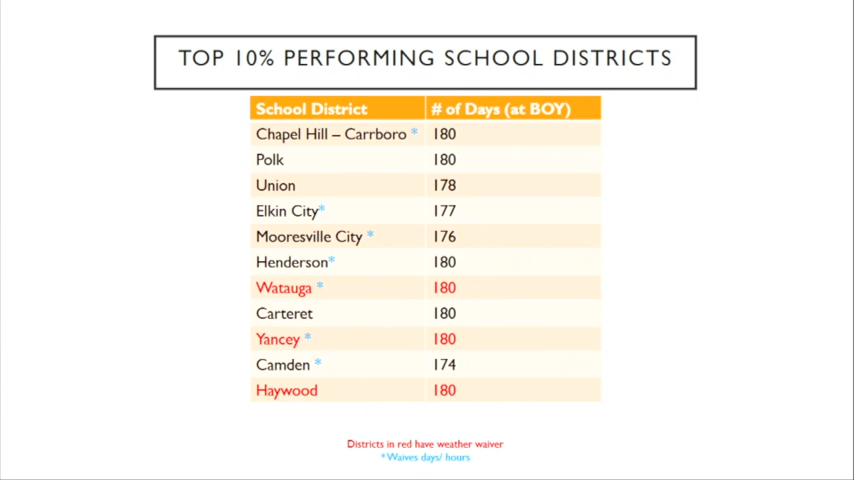 TOP 10% PERFORMING SCHOOL DISTRICTS
School District # of Days (at BOY)
Chapel Hill – Carrboro * 180
Polk 180
Union 178
Elkin City* 177
Mooresville City * 176
Henderson* 180
Watauga * 180
Carteret 180
Yancey * 180
Camden * 174
Haywood 180
Districts in red have weather waiver
* Waives days/ hours